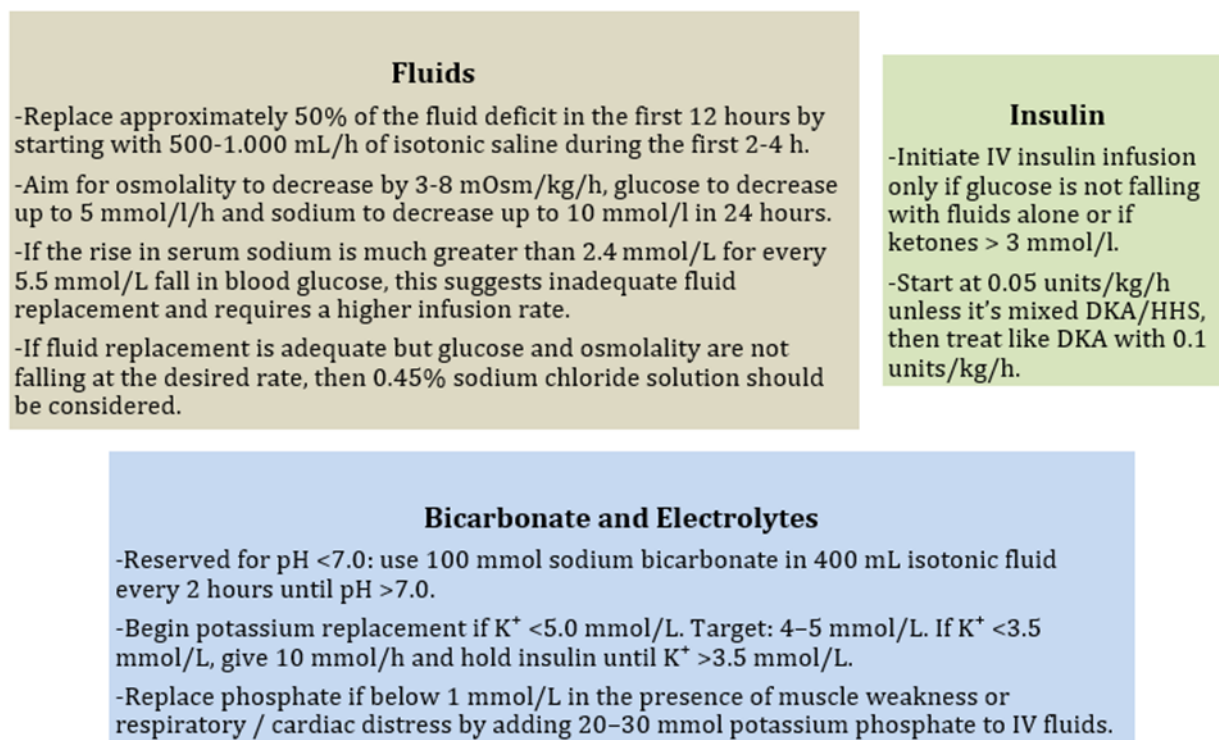 Fluids
-Replace approximately 50% of the fluid deficit in the first 12 hours by
starting with 500-1.000 mL/h of isotonic saline during the first 2-4 h.
-Aim for osmolality to decrease by 3-8 mOsm/kg/h, glucose to decrease
up to 5 mmol/l/h and sodium to decrease up to 10 mmol/l in 24 hours.
-If the rise in serum sodium is much greater than 2.4 mmol/L for every
5.5 mmol/L fall in blood glucose, this suggests inadequate fluid
replacement and requires a higher infusion rate.
-If fluid replacement is adequate but glucose and osmolality are not
falling at the desired rate, then 0.45% sodium chloride solution should
be considered.
Insulin
-Initiate IV insulin infusion
only if glucose is not falling
with fluids alone or if
ketones > 3 mmol/l.
-Start at 0.05 units/kg/h
unless it's mixed DKA/HHS,
then treat like DKA with 0.1
units/kg/h.
Bicarbonate and Electrolytes
-Reserved for pH <7.0: use 100 mmol sodium bicarbonate in 400 mL isotonic fluid
every 2 hours until pH >7.0.
-Begin potassium replacement if K⁺ <5.0 mmol/L. Target: 4–5 mmol/L. If K⁺ <3.5
mmol/L, give 10 mmol/h and hold insulin until K⁺ >3.5 mmol/L.
-Replace phosphate if below 1 mmol/L in the presence of muscle weakness or
respiratory / cardiac distress by adding 20–30 mmol potassium phosphate to IV fluids.